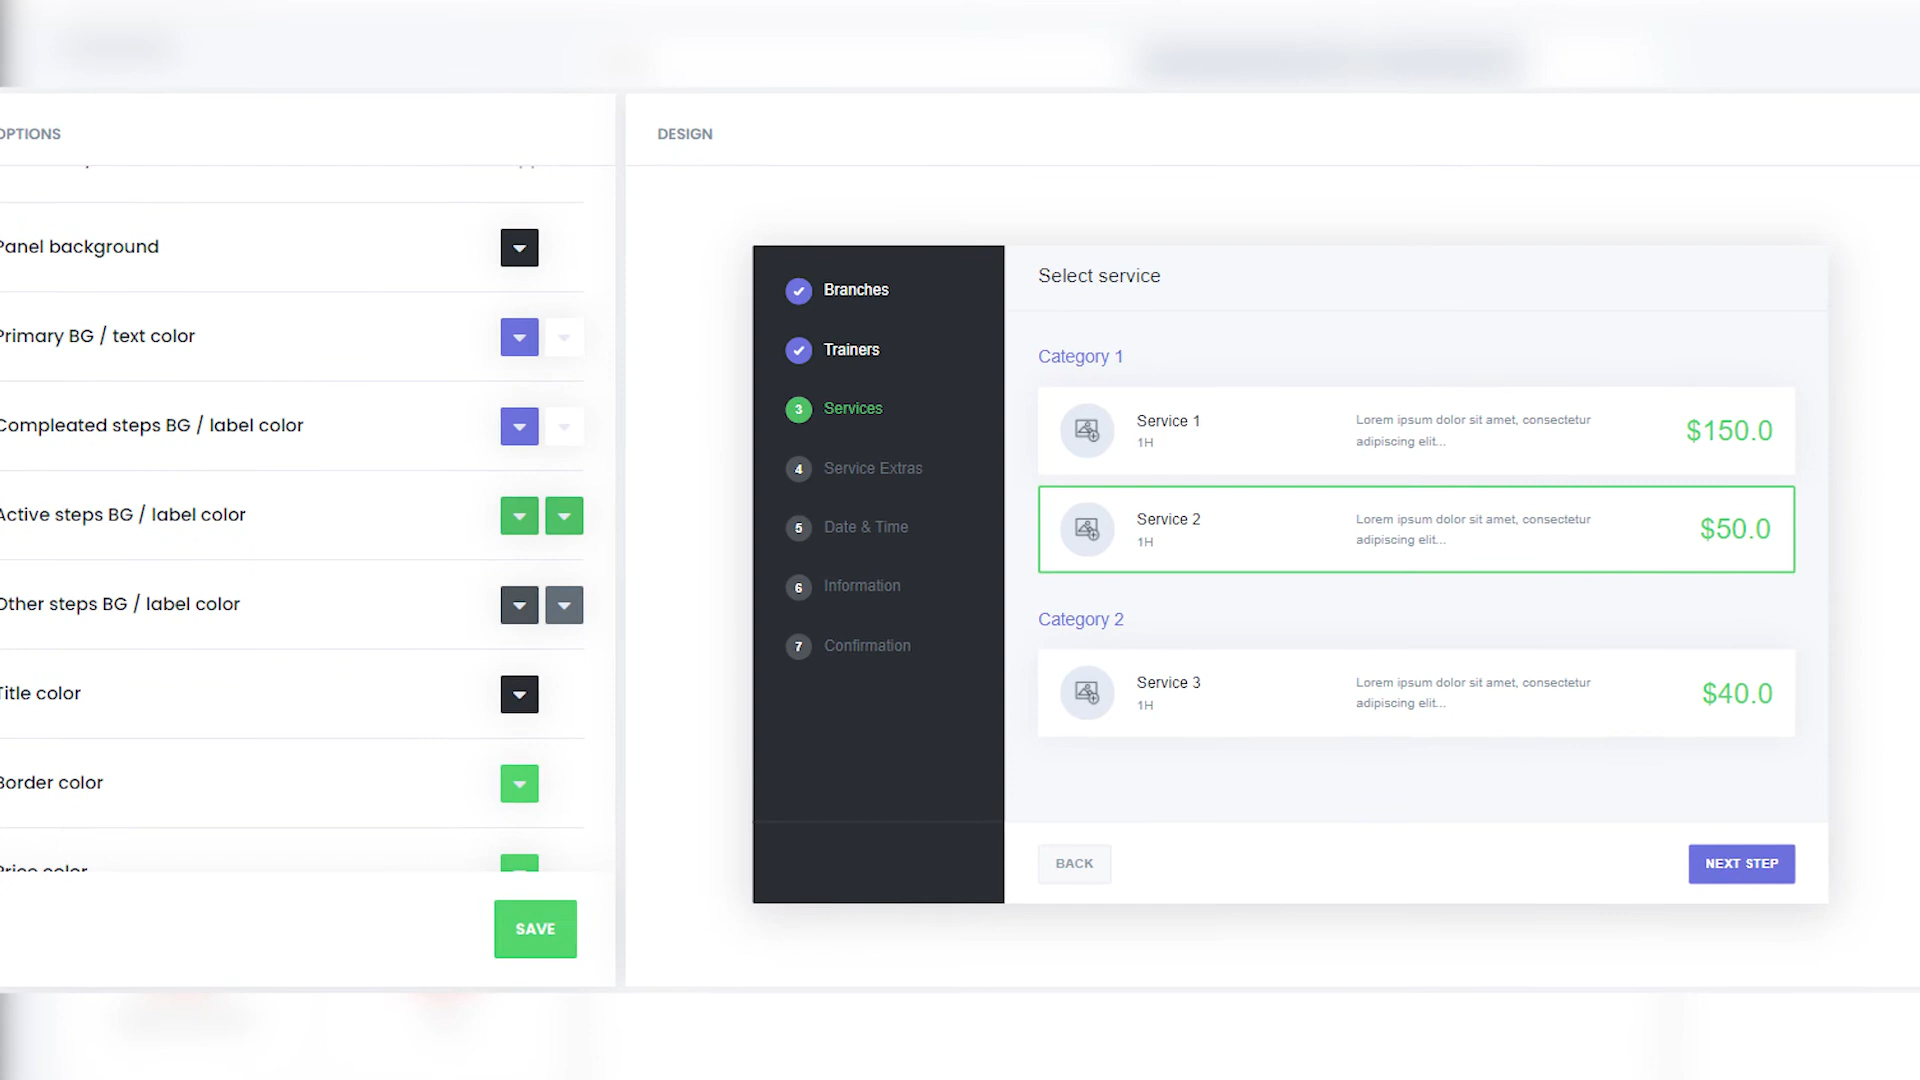 OPTIONS
Panel background
Primary BG / text color
Compleated steps BG / label color
Active steps BG / label color
Other steps BG / label color
Title color
Border color
Price color
SAVE
DESIGN
Branches
Trainers
3 Services
4 Service Extras
5 Date & Time
6 Information
7 Confirmation
Select service
Category 1
Service 1
1H
Lorem ipsum dolor sit amet, consectetur
adipiscing elit...
$150.0
Service 2
1H
Lorem ipsum dolor sit amet, consectetur
adipiscing elit...
$50.0
Category 2
Service 3
1H
Lorem ipsum dolor sit amet, consectetur
adipiscing elit...
$40.0
BACK
NEXT STEP